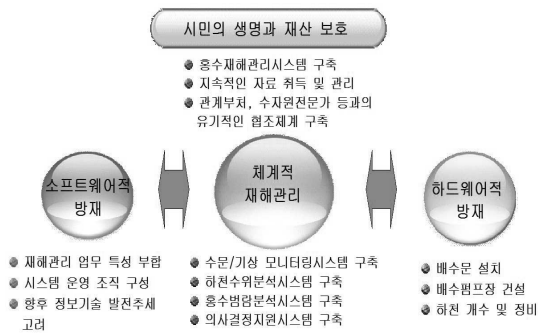 시민의 생명과 재산 보호
홍수재해관리시스템 구축
지속적인 자료 취득 및 관리
관계부처, 수자원전문가 등과의
유기적인 협조체계 구축
소프트웨어적
방재
체계적
재해관리
하드웨어적
방재
재해관리 업무 특성 부합
시스템 운영 조직 구성
향후 정보기술 발전추세
고려
수문/기상 모니터링시스템 구축
하천수위분석시스템 구축
홍수범람분석시스템 구축
의사결정지원시스템 구축
배수문 설치
배수펌프장 건설
하천 개수 및 정비